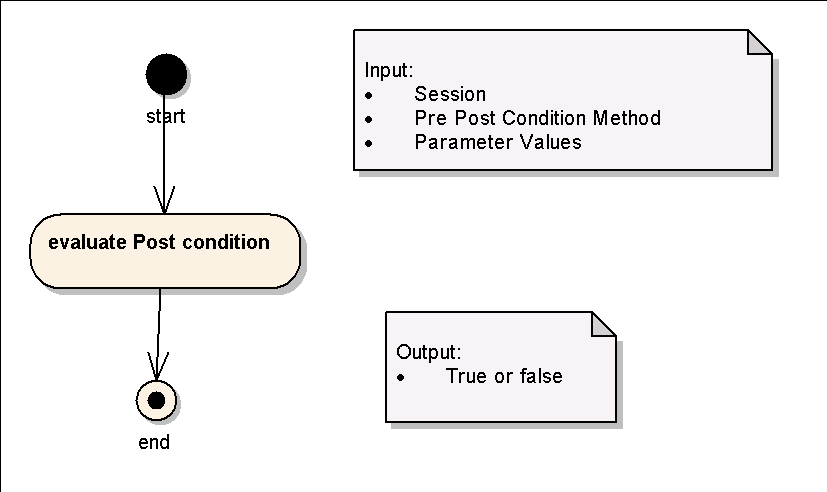 start
Input:
• Session
• Pre Post Condition Method
• Parameter Values
evaluate Post condition
Output:
• True or false
end